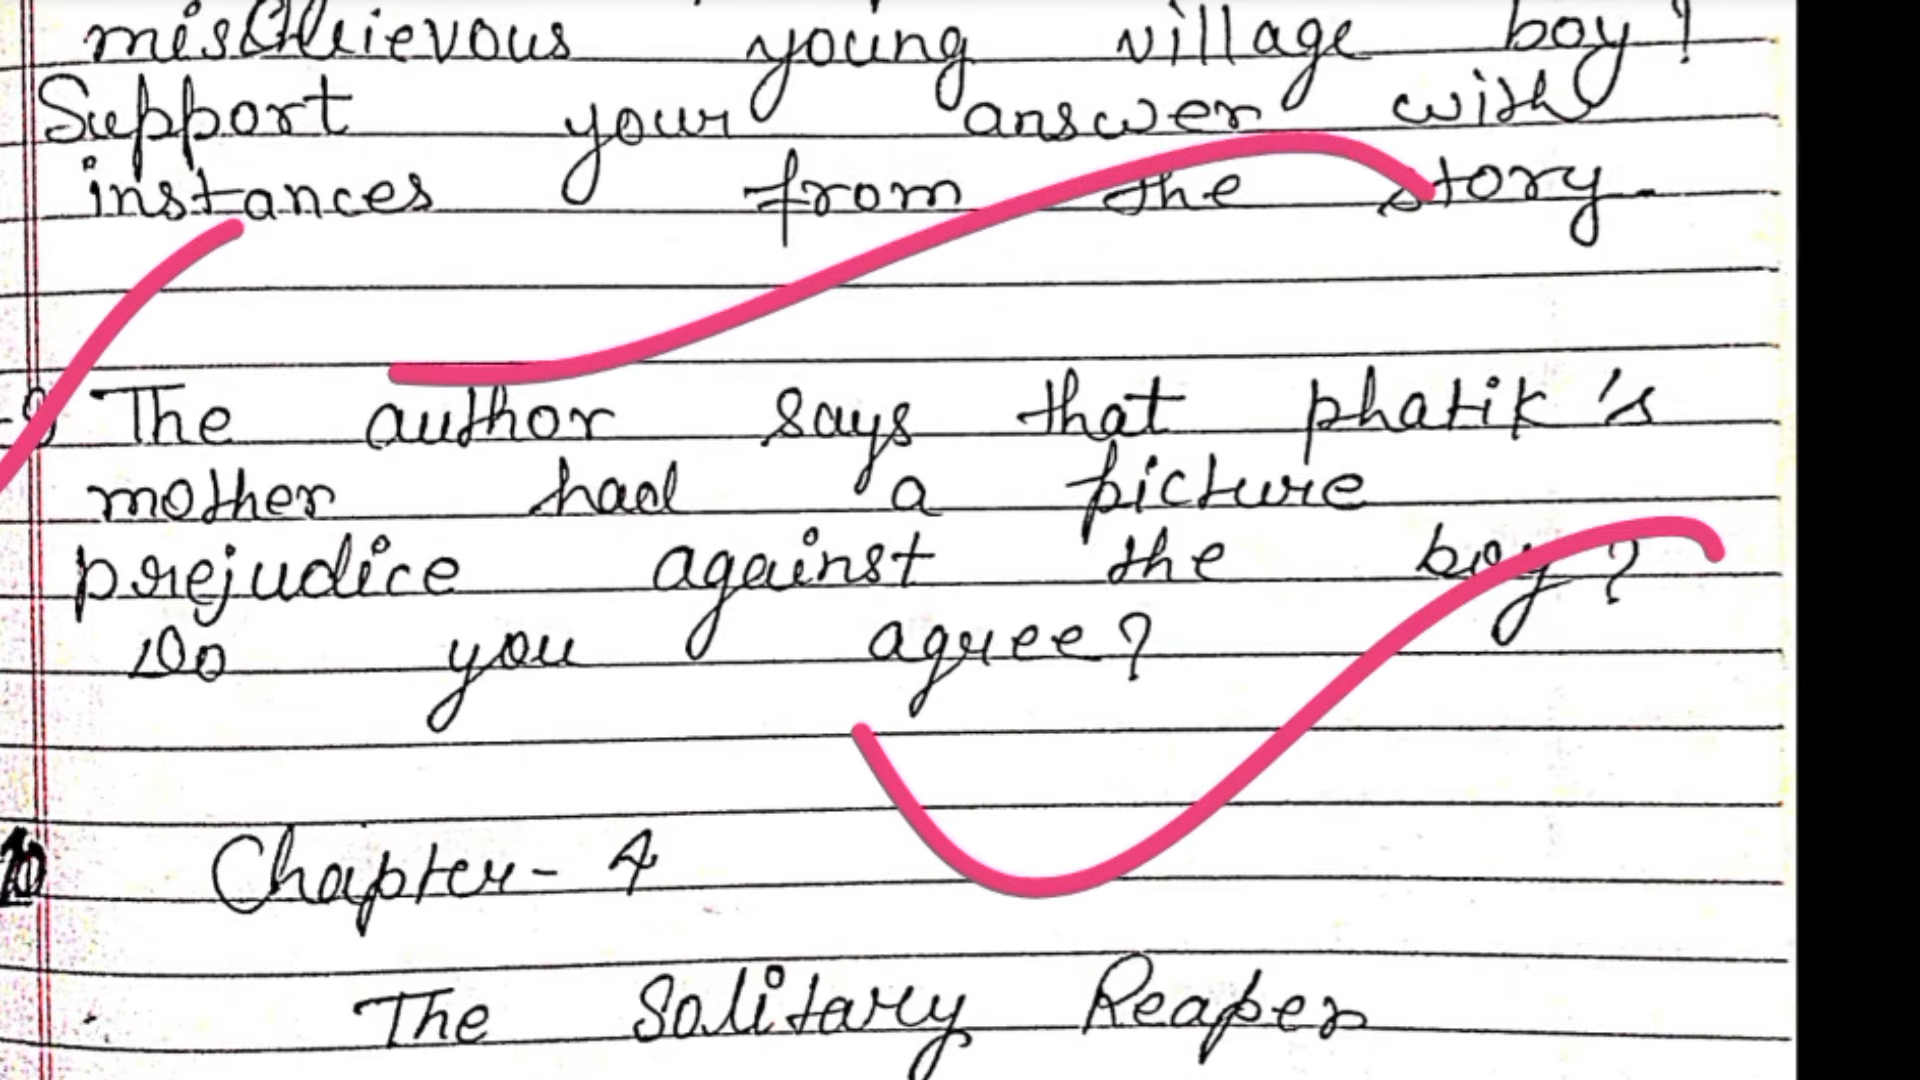 mischievous young village boy?
Support your answer with
instances from the story.
The author says that phatik's
mother had a picture
prejudice against the boy?
Do you agree?
Chapter- 4
The Solitary Reaper